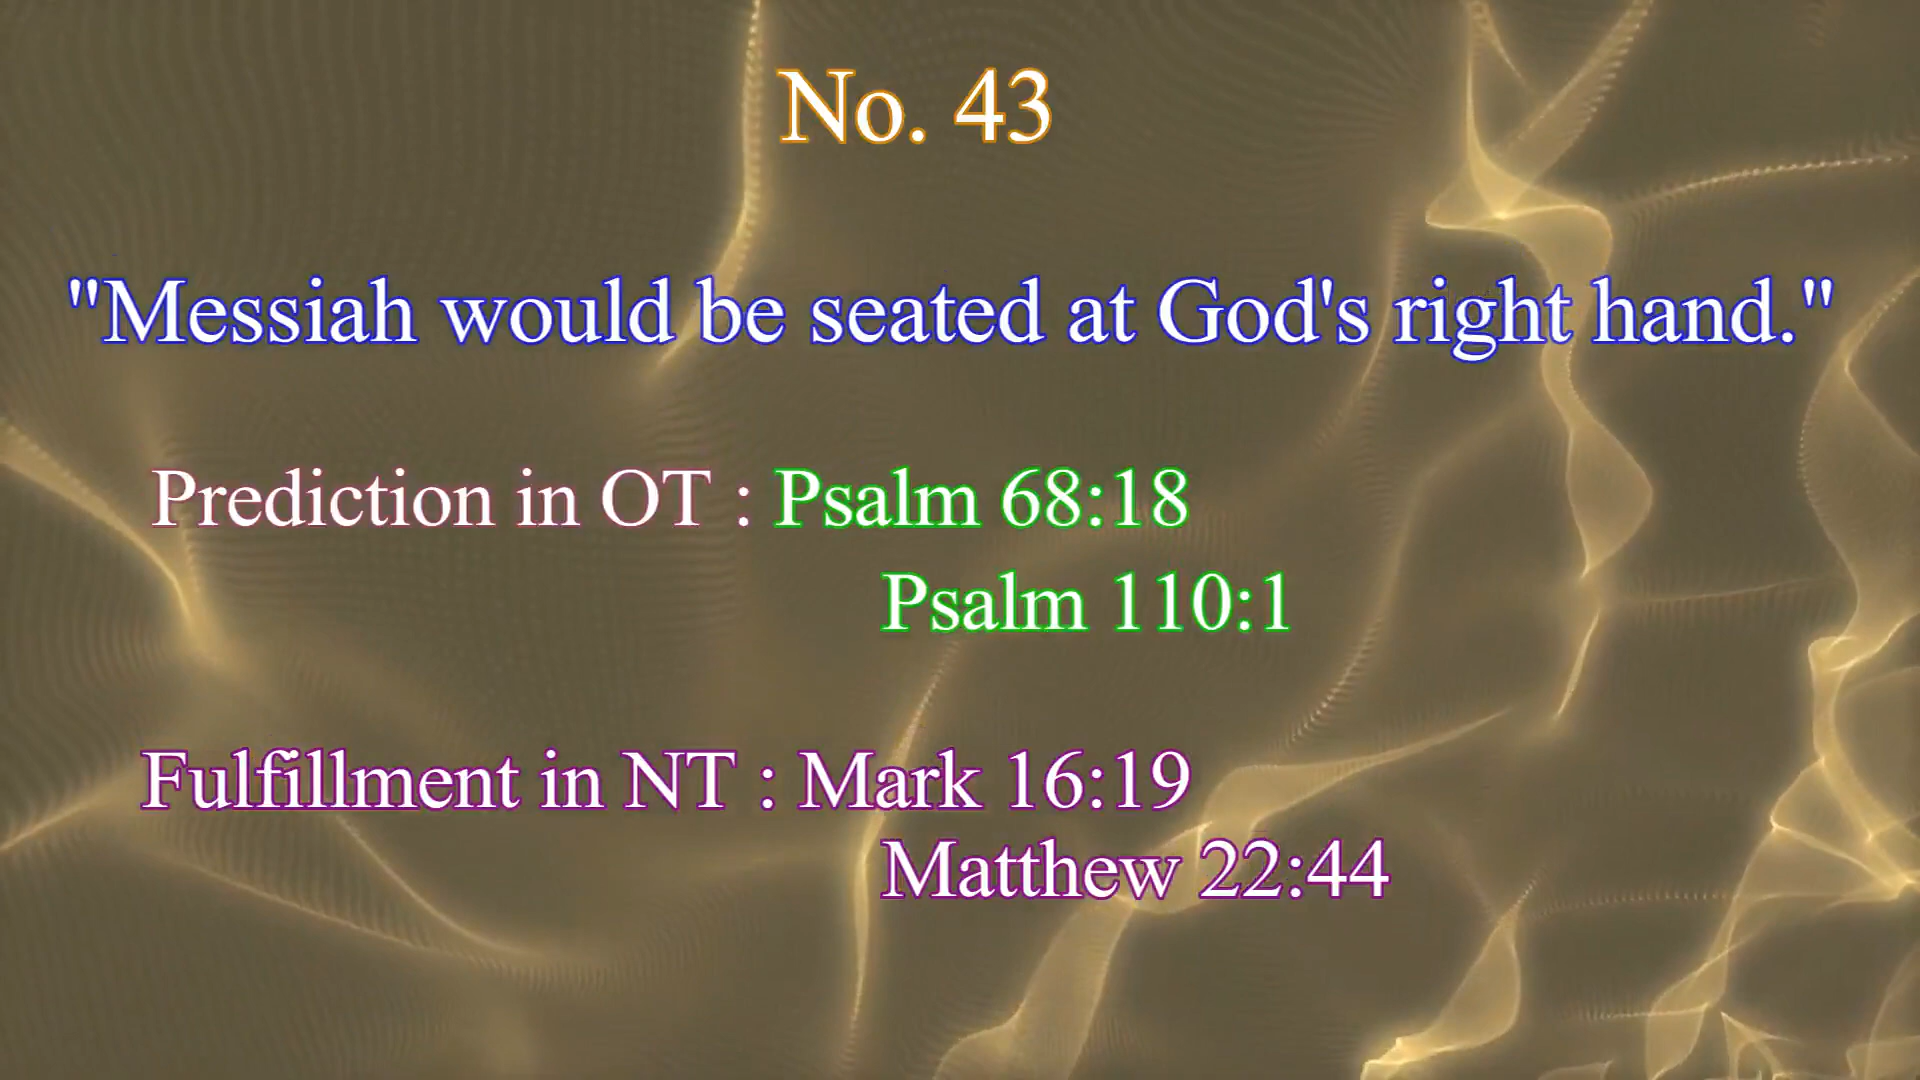 No. 43
"Messiah would be seated at God's right hand."
Prediction in OT : Psalm 68:18
Psalm 110:1
Fulfillment in NT : Mark 16:19
Matthew 22:44